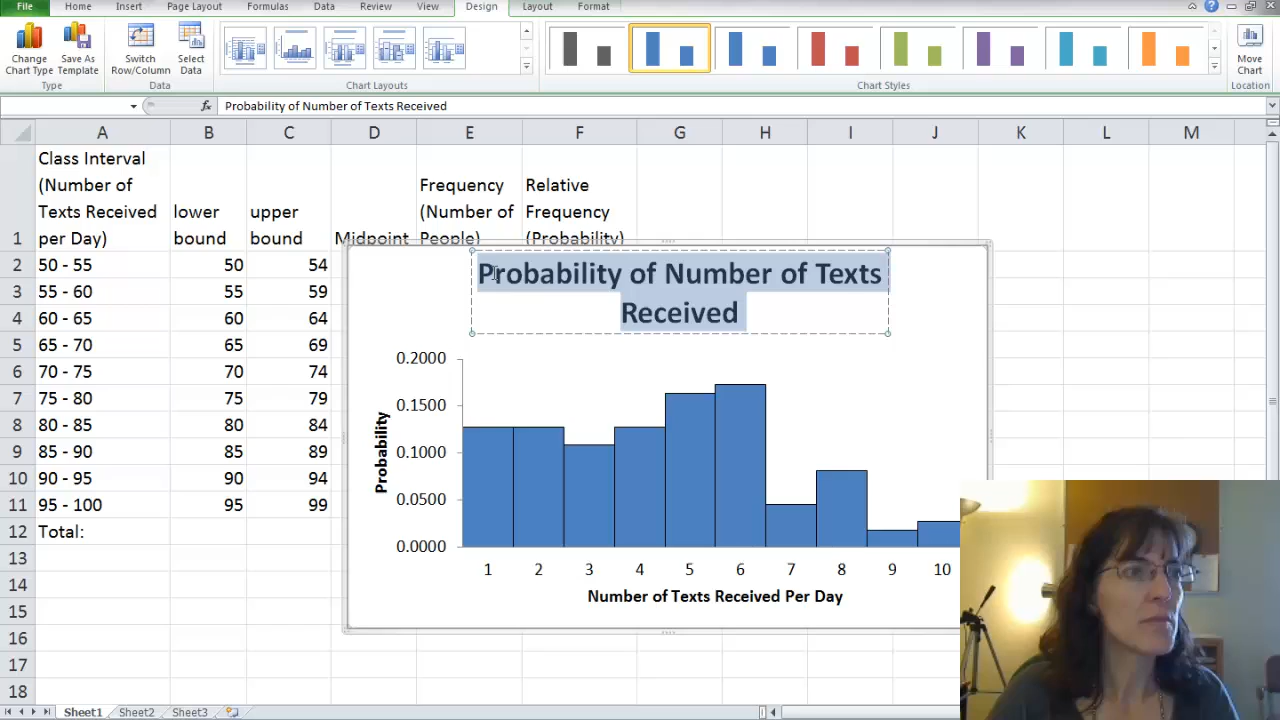 File Home Insert Page Layout Formulas Data Review View Design Layout Format
Change Chart Type
Save As Template
Switch Row/Column
Select Data
Move Chart
Type Data Chart Layouts Chart Styles Location
fx Probability of Number of Texts Received
A B C D E F G H I J K L M
1 Class Interval (Number of Texts Received per Day) lower bound upper bound Midpoint Frequency (Number of People) Relative Frequency (Probability)
2 50 - 55 50 54
3 55 - 60 55 59
4 60 - 65 60 64
5 65 - 70 65 69
6 70 - 75 70 74
7 75 - 80 75 79
8 80 - 85 80 84
9 85 - 90 85 89
10 90 - 95 90 94
11 95 - 100 95 99
12 Total:
13
14
15
16
17
18
Probability of Number of Texts
Received
0.2000
0.1500
0.1000
0.0500
0.0000
Probability
1 2 3 4 5 6 7 8 9 10
Number of Texts Received Per Day
Sheet1 Sheet2 Sheet3